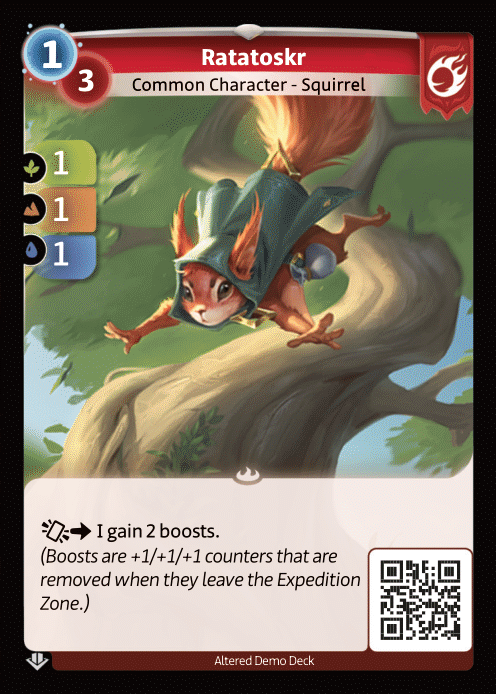 1
3
Ratatoskr
Common Character - Squirrel
1
1
1
I gain 2 boosts.
(Boosts are +1/+1/+1 counters that are
removed when they leave the Expedition
Zone.)
Altered Demo Deck